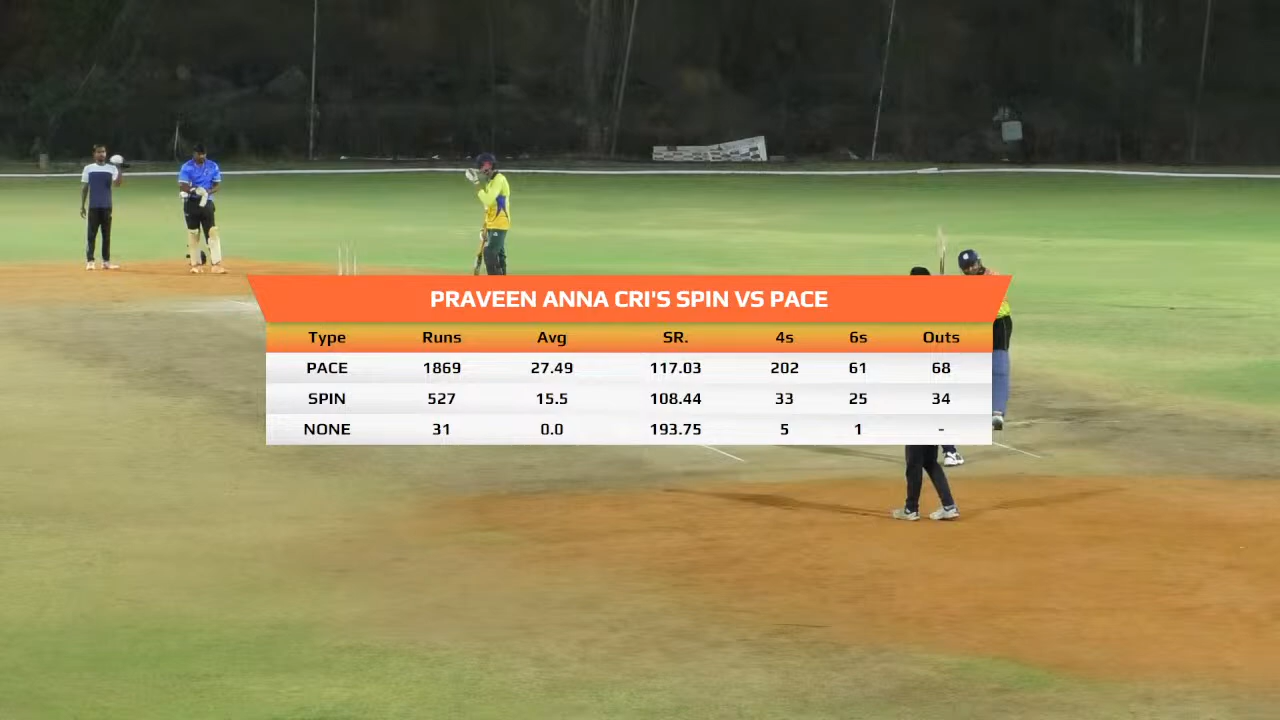 PRAVEEN ANNA CRI'S SPIN VS PACE
Type Runs Avg SR. 4s 6s Outs
PACE 1869 27.49 117.03 202 61 68
SPIN 527 15.5 108.44 33 25 34
NONE 31 0.0 193.75 5 1 -